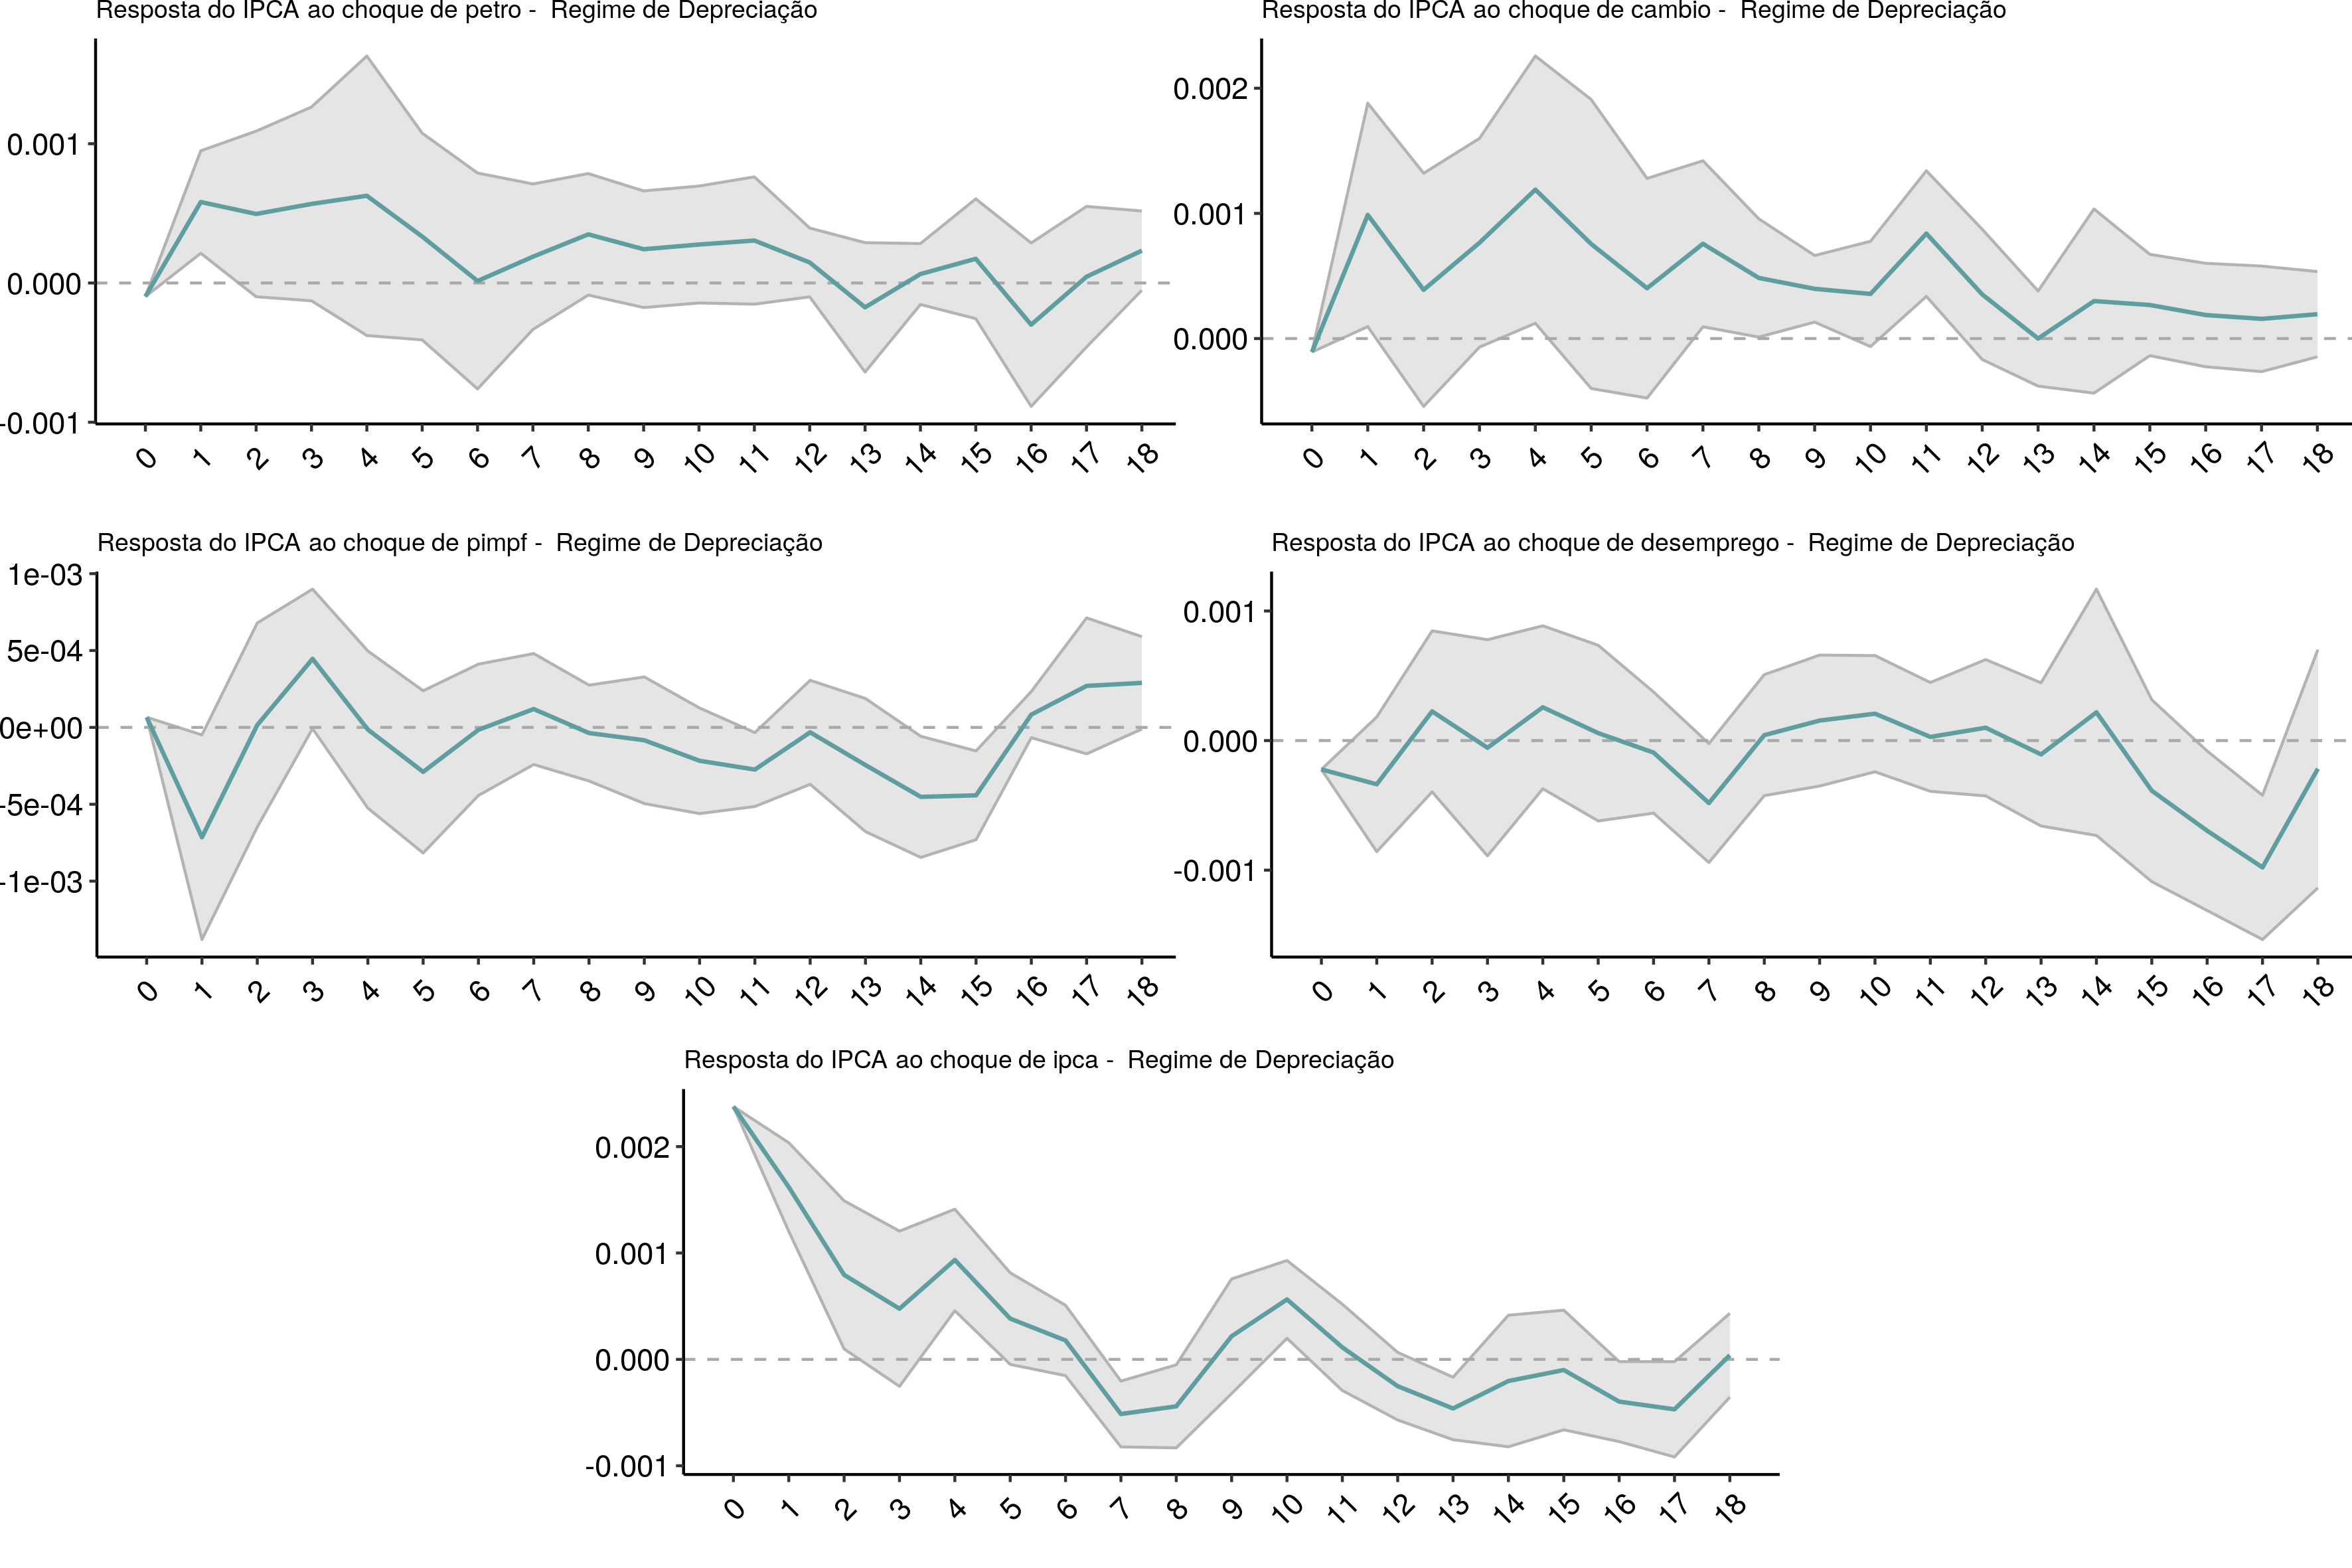 Resposta do IPCA ao choque de petro -  Regime de Depreciação
0.001
0.000
-0.001
0 1 2 3 4 5 6 7 8 9 10 11 12 13 14 15 16 17 18
Resposta do IPCA ao choque de cambio -  Regime de Depreciação
0.002
0.001
0.000
0 1 2 3 4 5 6 7 8 9 10 11 12 13 14 15 16 17 18
Resposta do IPCA ao choque de pimpf -  Regime de Depreciação
1e-03
5e-04
0e+00
-5e-04
-1e-03
0 1 2 3 4 5 6 7 8 9 10 11 12 13 14 15 16 17 18
Resposta do IPCA ao choque de desemprego -  Regime de Depreciação
0.001
0.000
-0.001
0 1 2 3 4 5 6 7 8 9 10 11 12 13 14 15 16 17 18
Resposta do IPCA ao choque de ipca -  Regime de Depreciação
0.002
0.001
0.000
-0.001
0 1 2 3 4 5 6 7 8 9 10 11 12 13 14 15 16 17 18